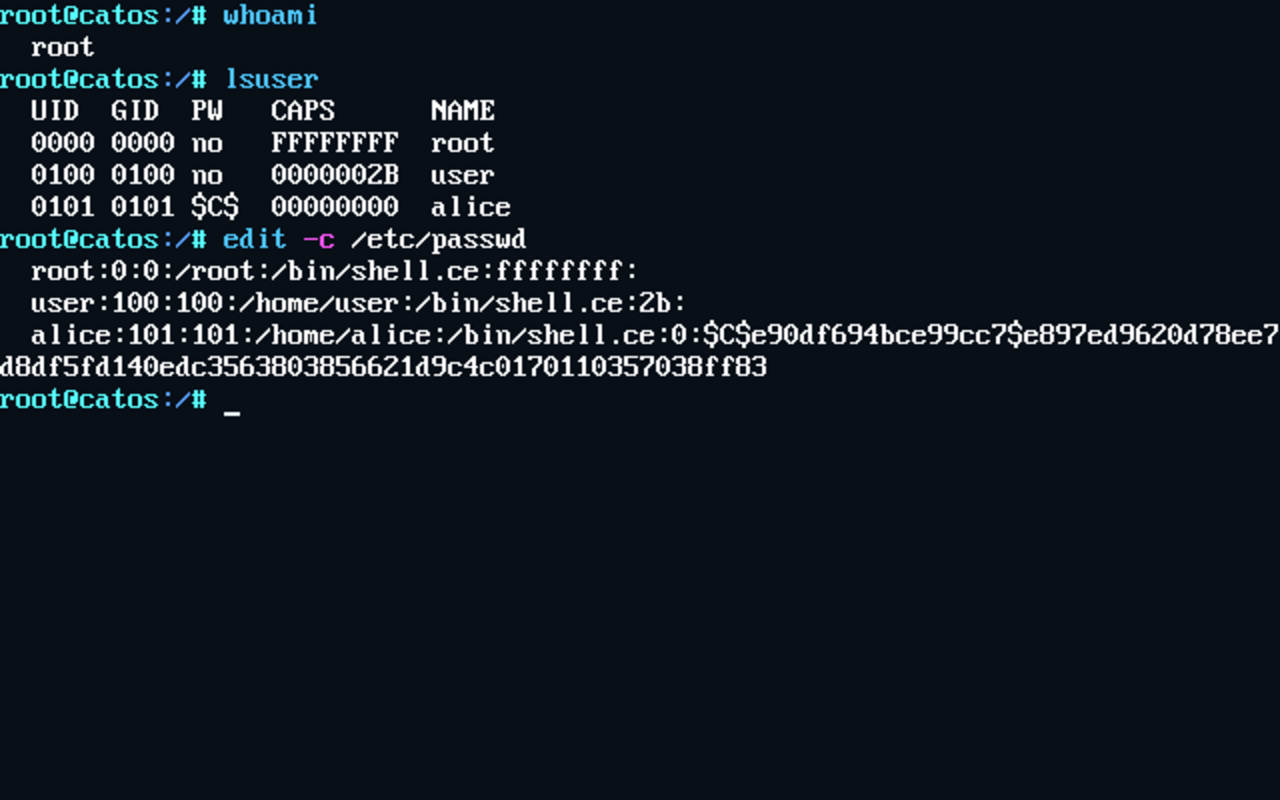 root@catos:/# whoami
  root
root@catos:/# lsuser
  UID  GID  PW   CAPS      NAME
  0000 0000 no   FFFFFFFF  root
  0100 0100 no   0000002B  user
  0101 0101 $C$  00000000  alice
root@catos:/# edit -c /etc/passwd
  root:0:0:/root:/bin/shell.ce:ffffffff:
  user:100:100:/home/user:/bin/shell.ce:2b:
  alice:101:101:/home/alice:/bin/shell.ce:0:$C$e90df694bce99cc7$e897ed9620d78ee7
d8df5fd140edc3563803856621d9c4c0170110357038ff83
root@catos:/# _